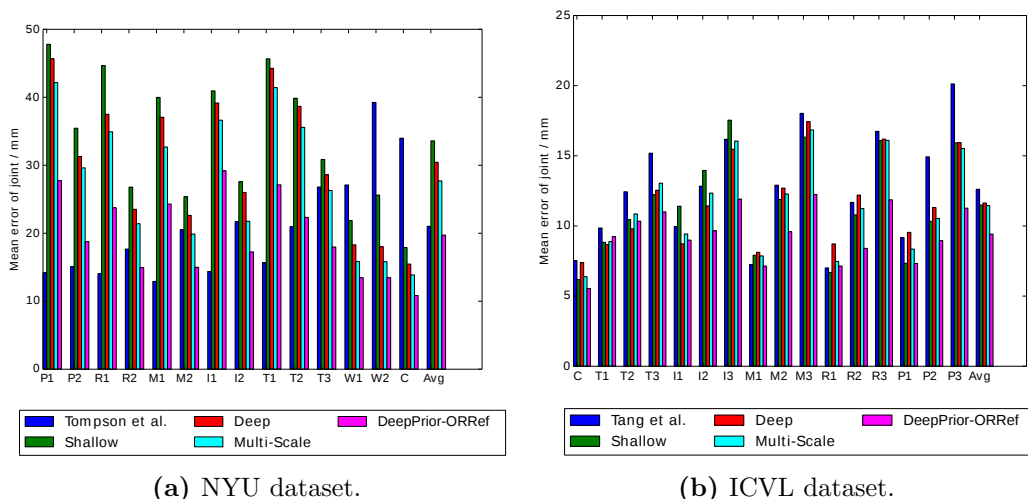 50
40
30
20
10
0
Mean error of joint / mm
P1 P2 R1 R2 M1 M2 I1 I2 T1 T2 T3 W1 W2 C Avg
Tompson et al. Deep DeepPrior-ORRef
Shallow Multi-Scale
(a) NYU dataset.
25
20
15
10
5
0
Mean error of joint / mm
C T1 T2 T3 I1 I2 I3 M1 M2 M3 R1 R2 R3 P1 P2 P3 Avg
Tang et al. Deep DeepPrior-ORRef
Shallow Multi-Scale
(b) ICVL dataset.